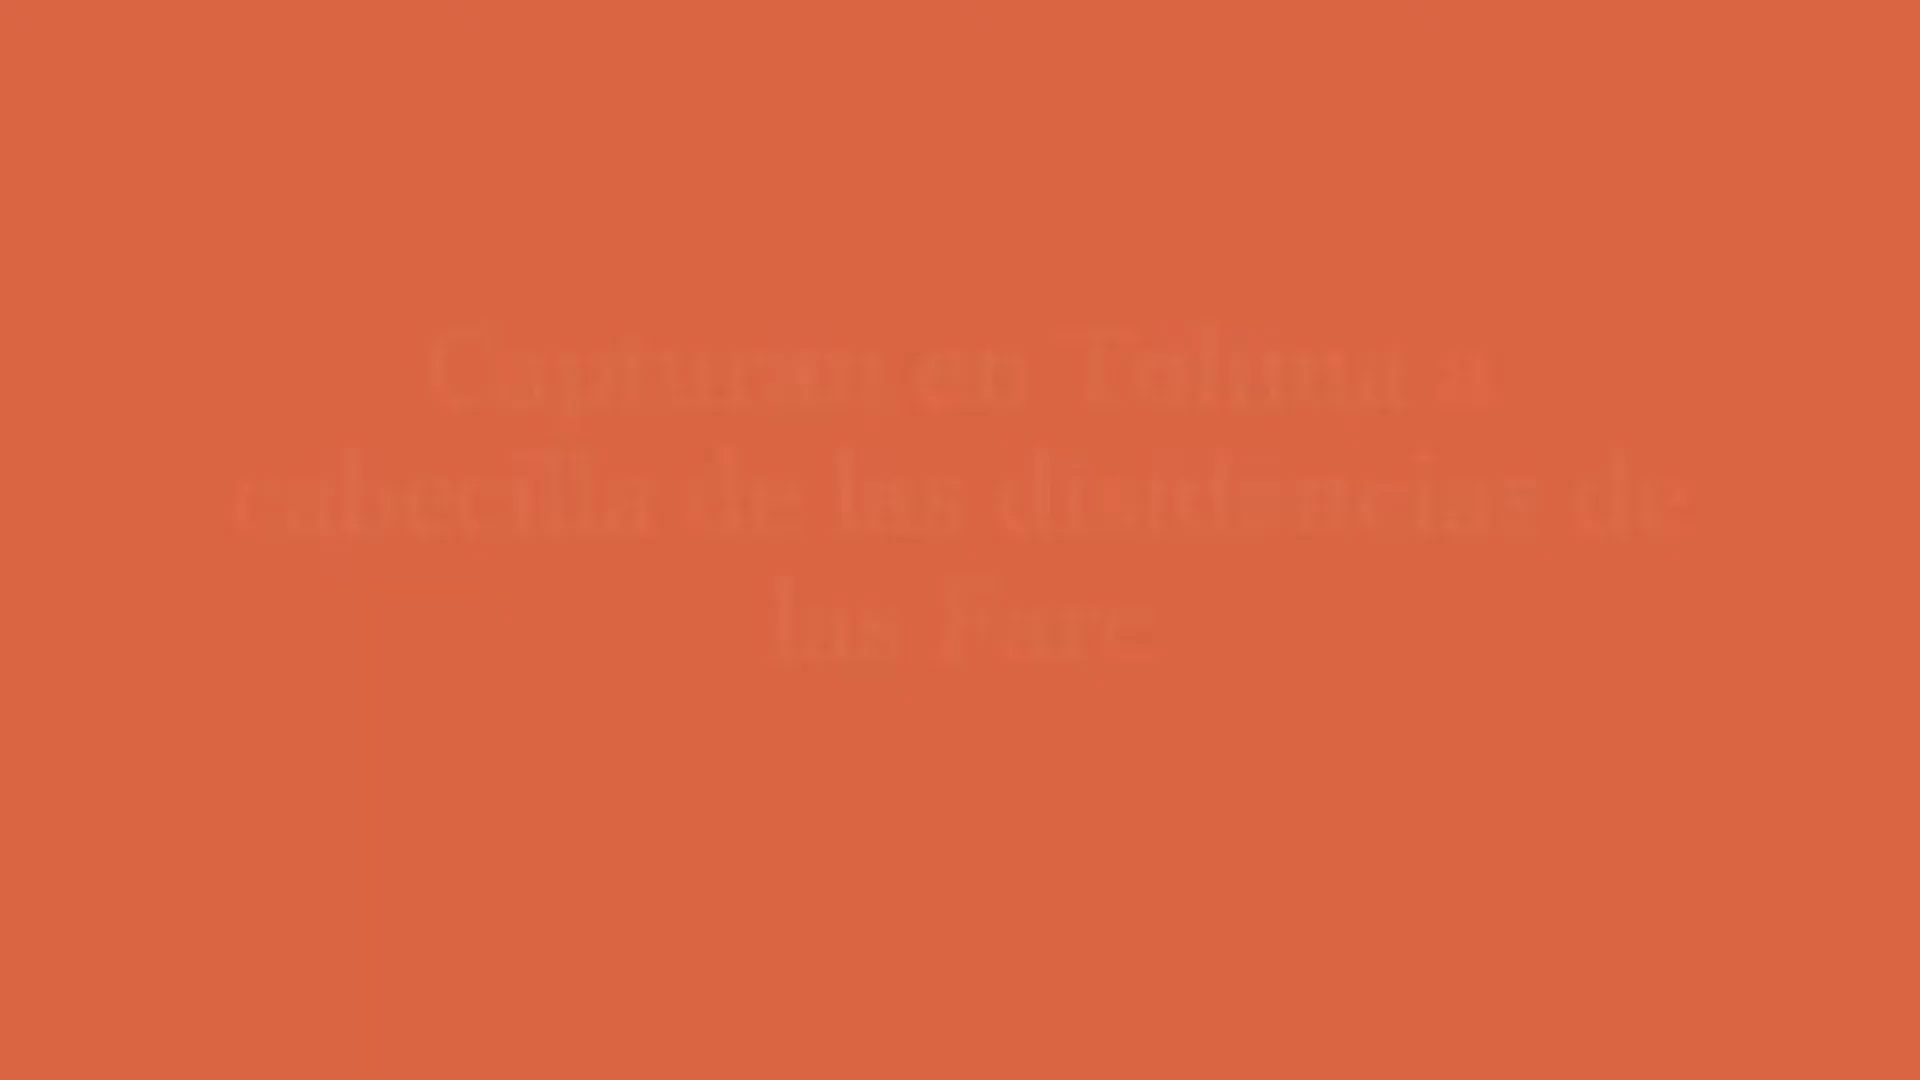 Capturan en Tolima a
cabecilla de las disidencias de
las Farc